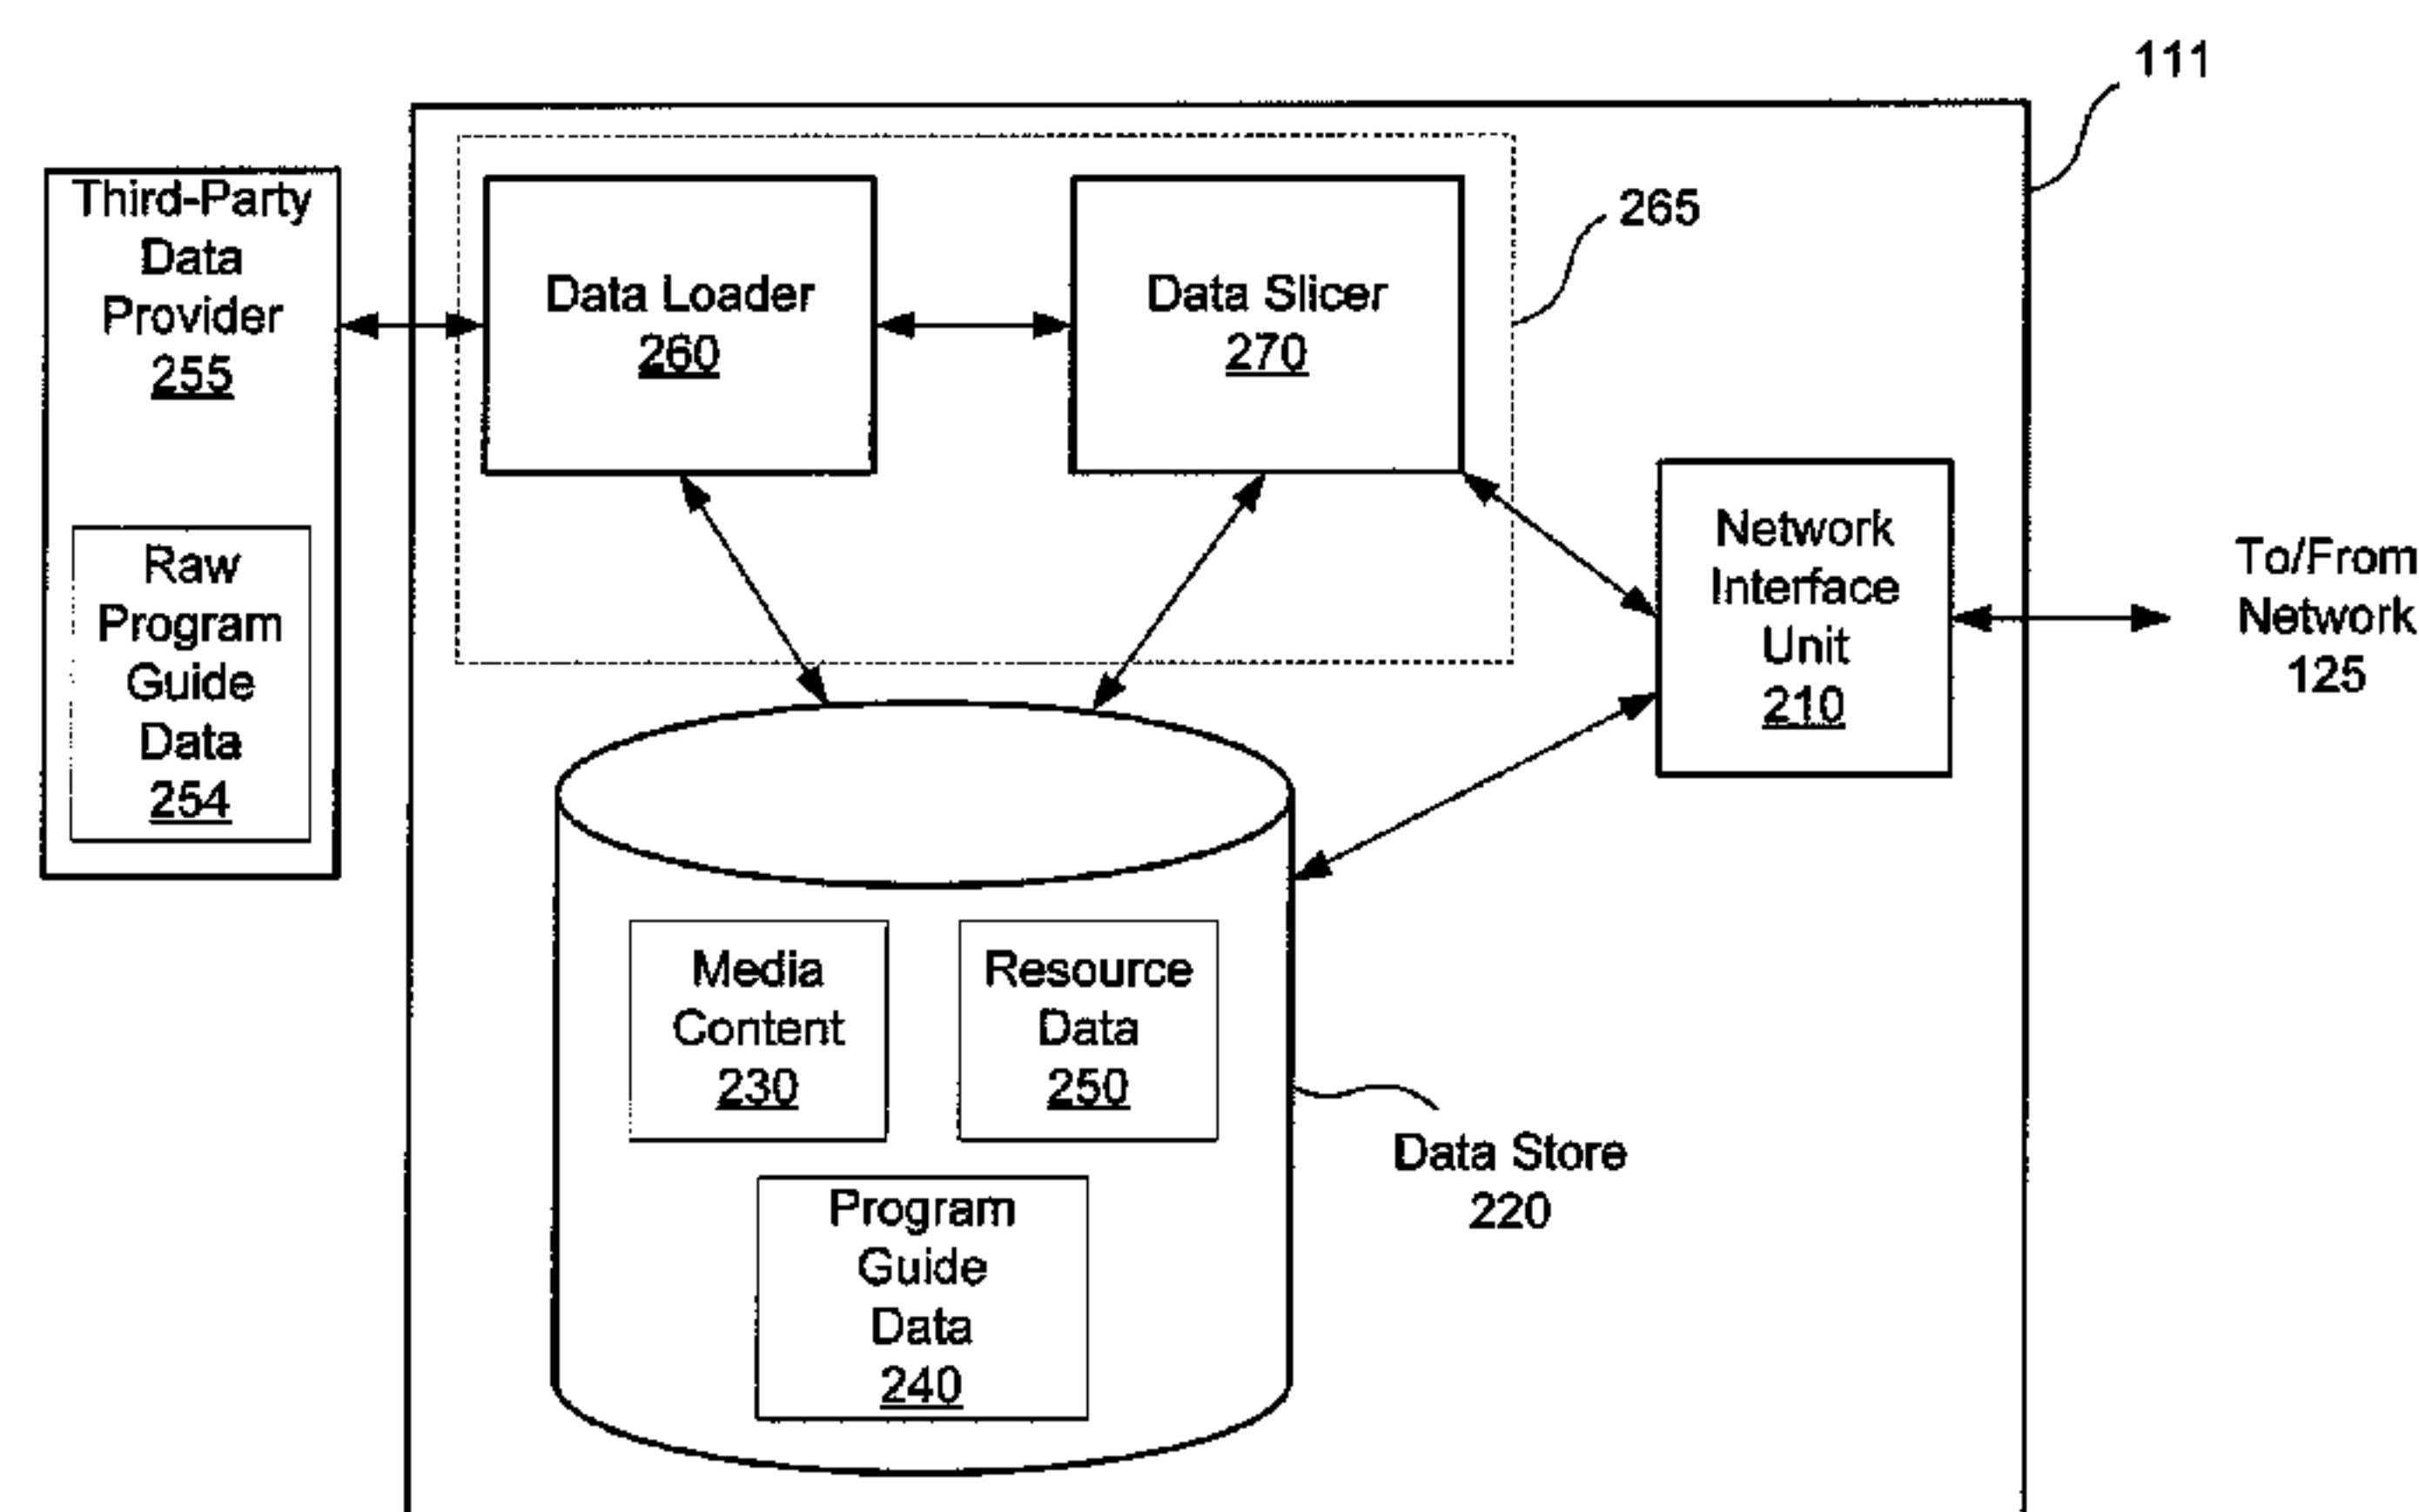 111
Third-Party
Data
Provider
255
Raw
Program
Guide
Data
254
Data Loader
260
Data Slicer
270
265
Network
Interface
Unit
210
To/From
Network
125
Media
Content
230
Resource
Data
250
Program
Guide
Data
240
Data Store
220